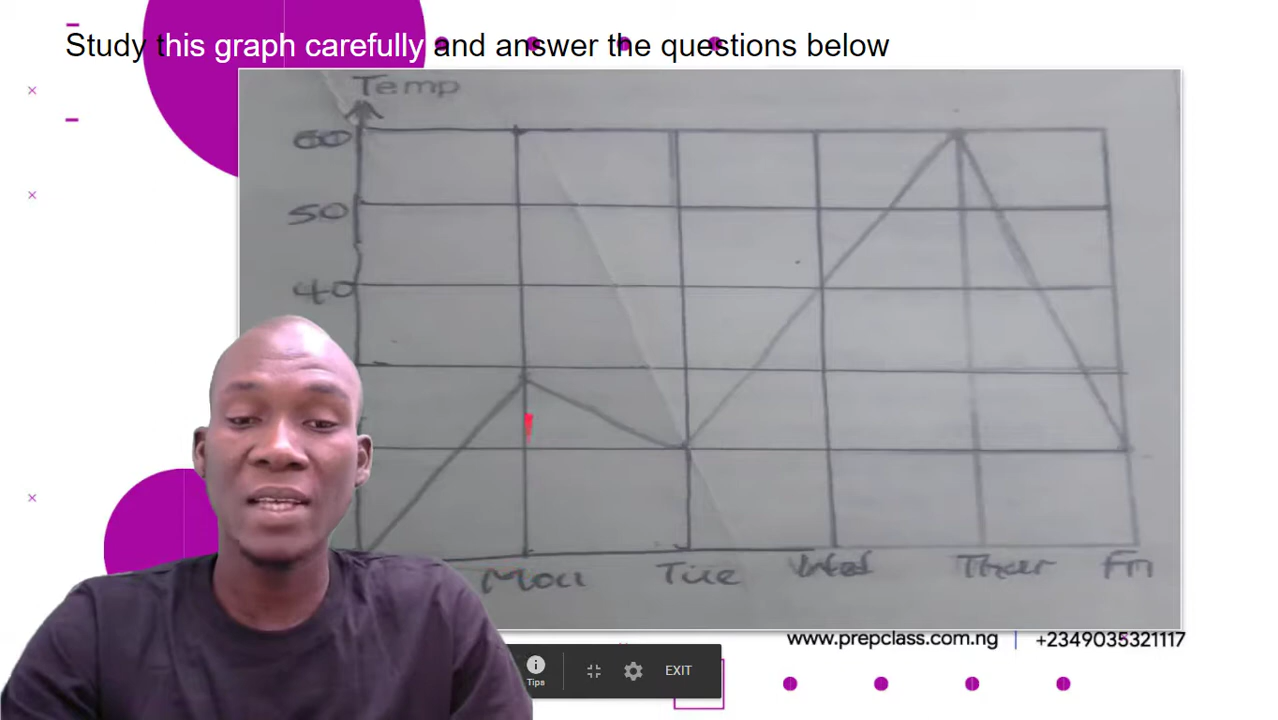 Study this graph carefully and answer the questions below
Temp
60
50
40
Mon Tue Wed Thur Fri
www.prepclass.com.ng | +2349035321117
Tips
EXIT